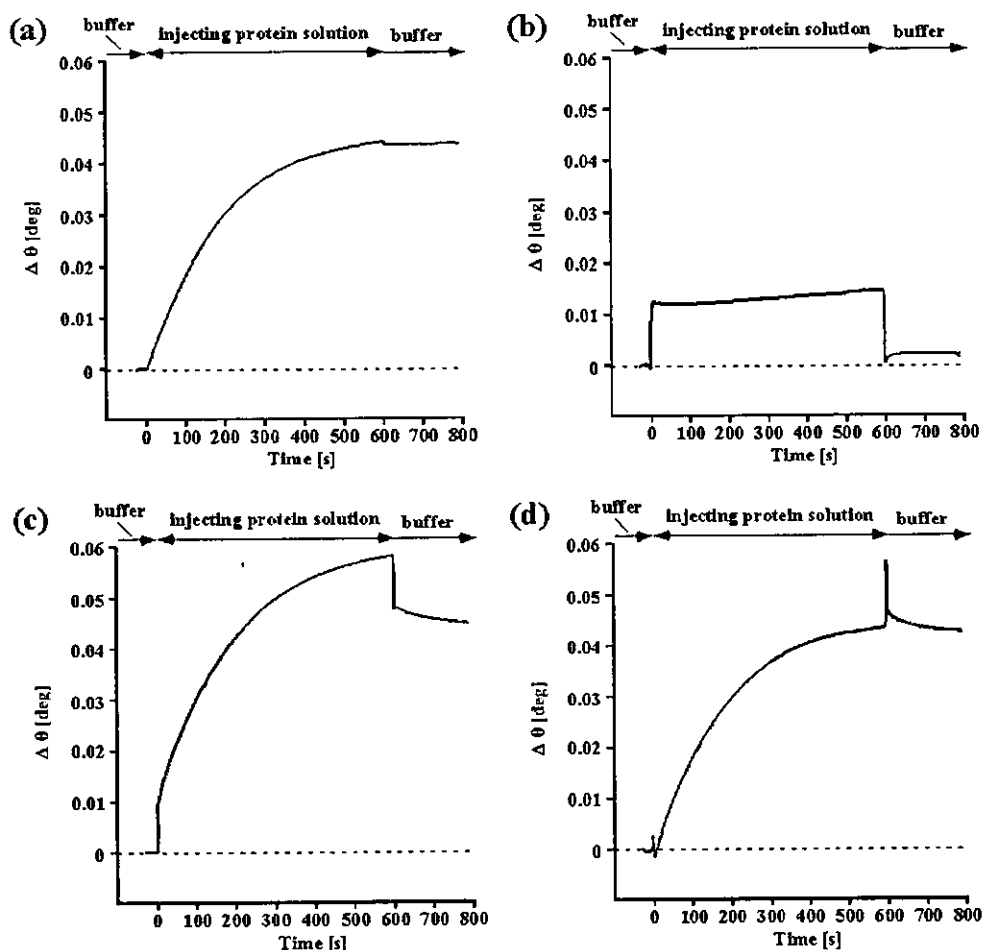 (a)
buffer
injecting protein solution
buffer
0.06
0.05
0.04
0.03
0.02
0.01
0
Δ θ [deg]
0 100 200 300 400 500 600 700 800
Time [s]
(b)
buffer
injecting protein solution
buffer
0.06
0.05
0.04
0.03
0.02
0.01
0
Δ θ [deg]
0 100 200 300 400 500 600 700 800
Time [s]
(c)
buffer
injecting protein solution
buffer
0.06
0.05
0.04
0.03
0.02
0.01
0
Δ θ [deg]
0 100 200 300 400 500 600 700 800
Time [s]
(d)
buffer
injecting protein solution
buffer
0.06
0.05
0.04
0.03
0.02
0.01
0
Δ θ [deg]
0 100 200 300 400 500 600 700 800
Time [s]